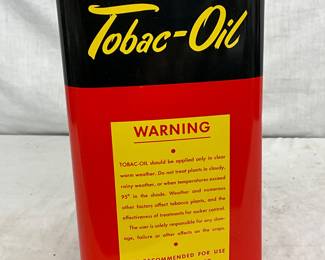 Tobac-Oil
WARNING
TOBAC-OIL should be applied only in clear
warm weather. Do not treat plants in cloudy,
rainy weather, or when temperatures exceed
95° in the shade. Weather and numerous
other factors affect tobacco plants, and the
effectiveness of treatments for sucker control.
The user is solely responsible for any dam-
age, failure or other effects on the crops.
RECOMMENDED FOR USE